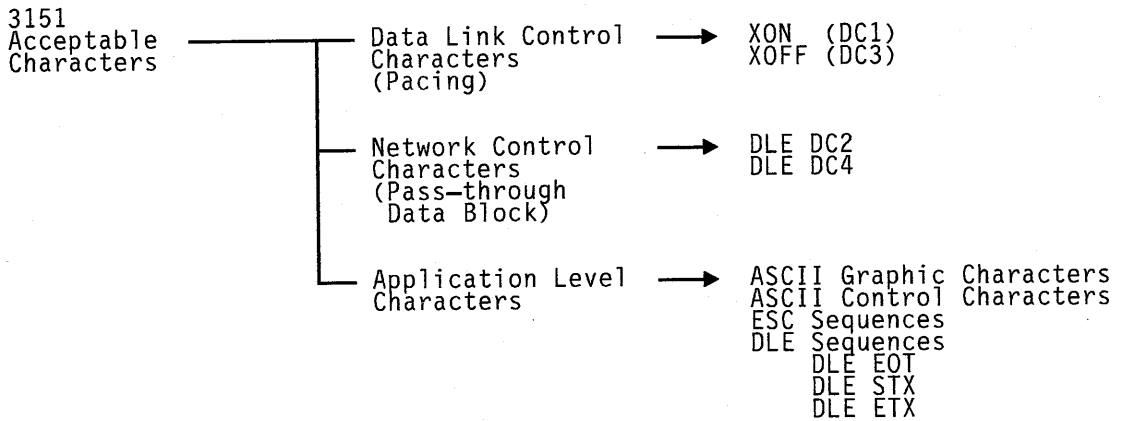 3151
Acceptable
Characters
Data Link Control
Characters
(Pacing)
XON (DC1)
XOFF (DC3)
Network Control
Characters
(Pass—through
Data Block)
DLE DC2
DLE DC4
Application Level
Characters
ASCII Graphic Characters
ASCII Control Characters
ESC Sequences
DLE Sequences
DLE EOT
DLE STX
DLE ETX